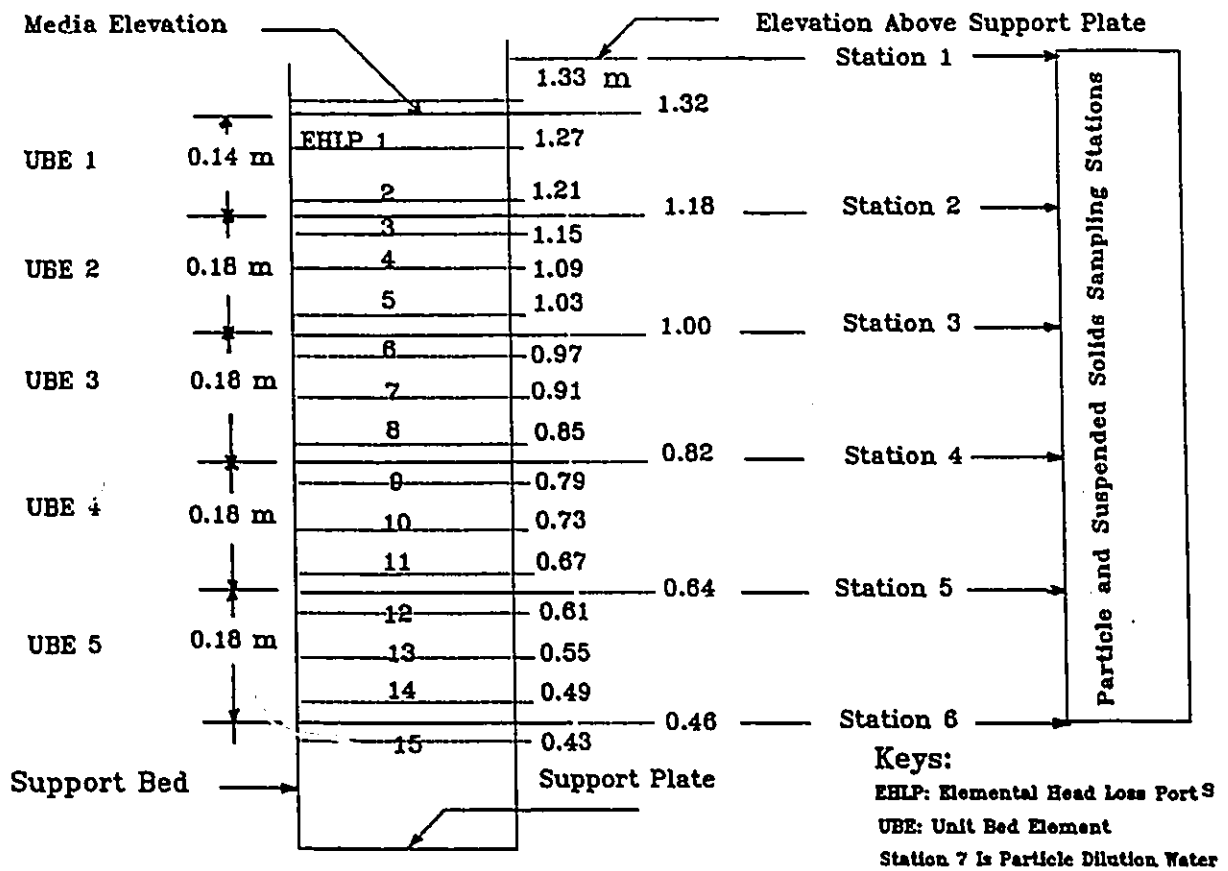 Media Elevation
Elevation Above Support Plate
Station 1
1.33 m
1.32
EHLP 1
1.27
UBE 1
0.14 m
2
1.21
1.18
Station 2
3
1.15
UBE 2
0.18 m
4
1.09
5
1.03
1.00
Station 3
6
0.97
UBE 3
0.18 m
7
0.91
8
0.85
0.82
Station 4
9
0.79
UBE 4
0.18 m
10
0.73
11
0.67
0.64
Station 5
12
0.61
UBE 5
0.18 m
13
0.55
14
0.49
0.46
Station 6
15
0.43
Particle and Suspended Solids Sampling Stations
Support Bed
Support Plate
Keys:
EHLP: Elemental Head Loss Ports
UBE: Unit Bed Element
Station 7 Is Particle Dilution Water